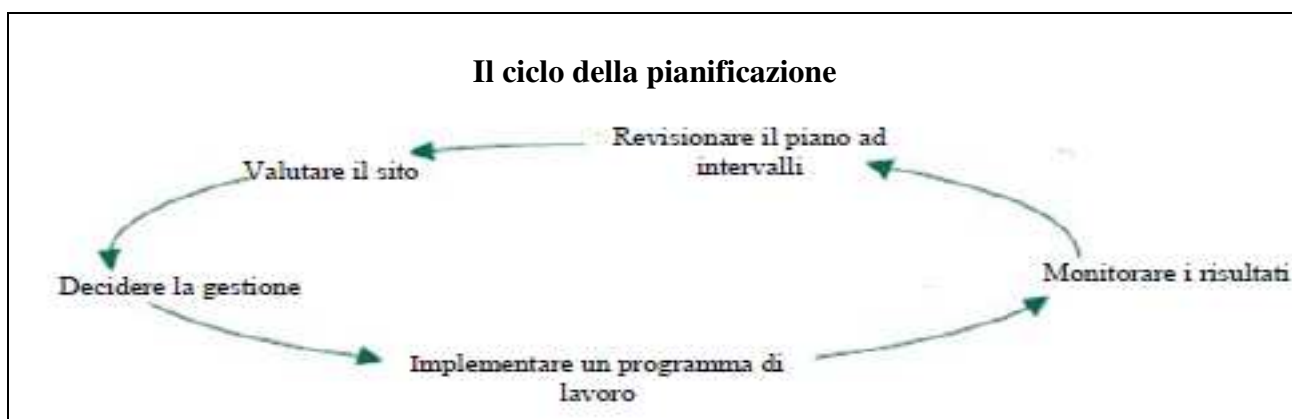 Il ciclo della pianificazione
Revisionare il piano ad
intervalli
Valutare il sito
Decidere la gestione
Monitorare i risultati
Implementare un programma di
lavoro